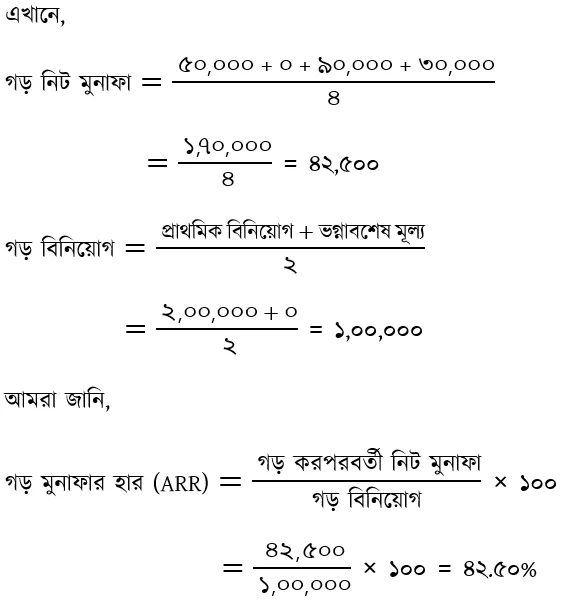 এখানে,
গড় নিট মুনাফা = (৫০,০০০ + ০ + ৯০,০০০ + ৩০,০০০) / ৪
= ১,৭০,০০০ / ৪ = ৪২,৫০০
গড় বিনিয়োগ = (প্রাথমিক বিনিয়োগ + ভগ্নাবশেষ মূল্য) / ২
= (২,০০,০০০ + ০) / ২ = ১,০০,০০০
আমরা জানি,
গড় মুনাফার হার (ARR) = গড় করপরবর্তী নিট মুনাফা / গড় বিনিয়োগ × ১০০
= ৪২,৫০০ / ১,০০,০০০ × ১০০ = ৪২.৫০%